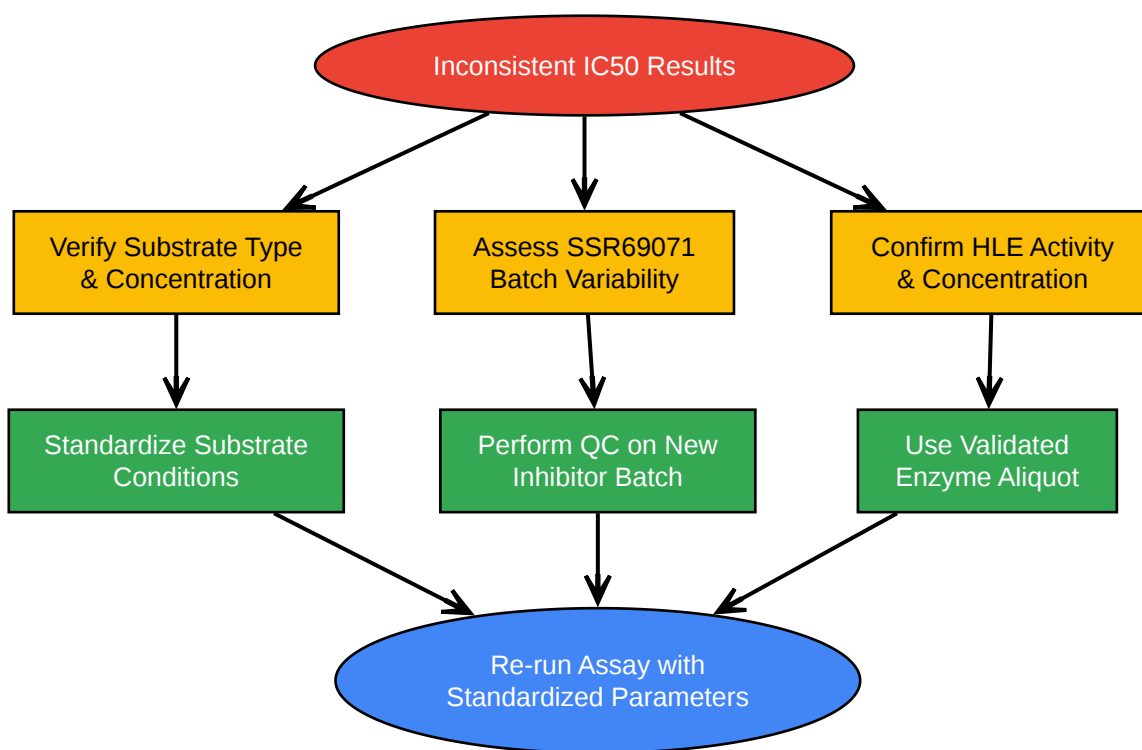 Inconsistent IC50 Results
Verify Substrate Type
& Concentration
Assess SSR69071
Batch Variability
Confirm HLE Activity
& Concentration
Standardize Substrate
Conditions
Perform QC on New
Inhibitor Batch
Use Validated
Enzyme Aliquot
Re-run Assay with
Standardized Parameters